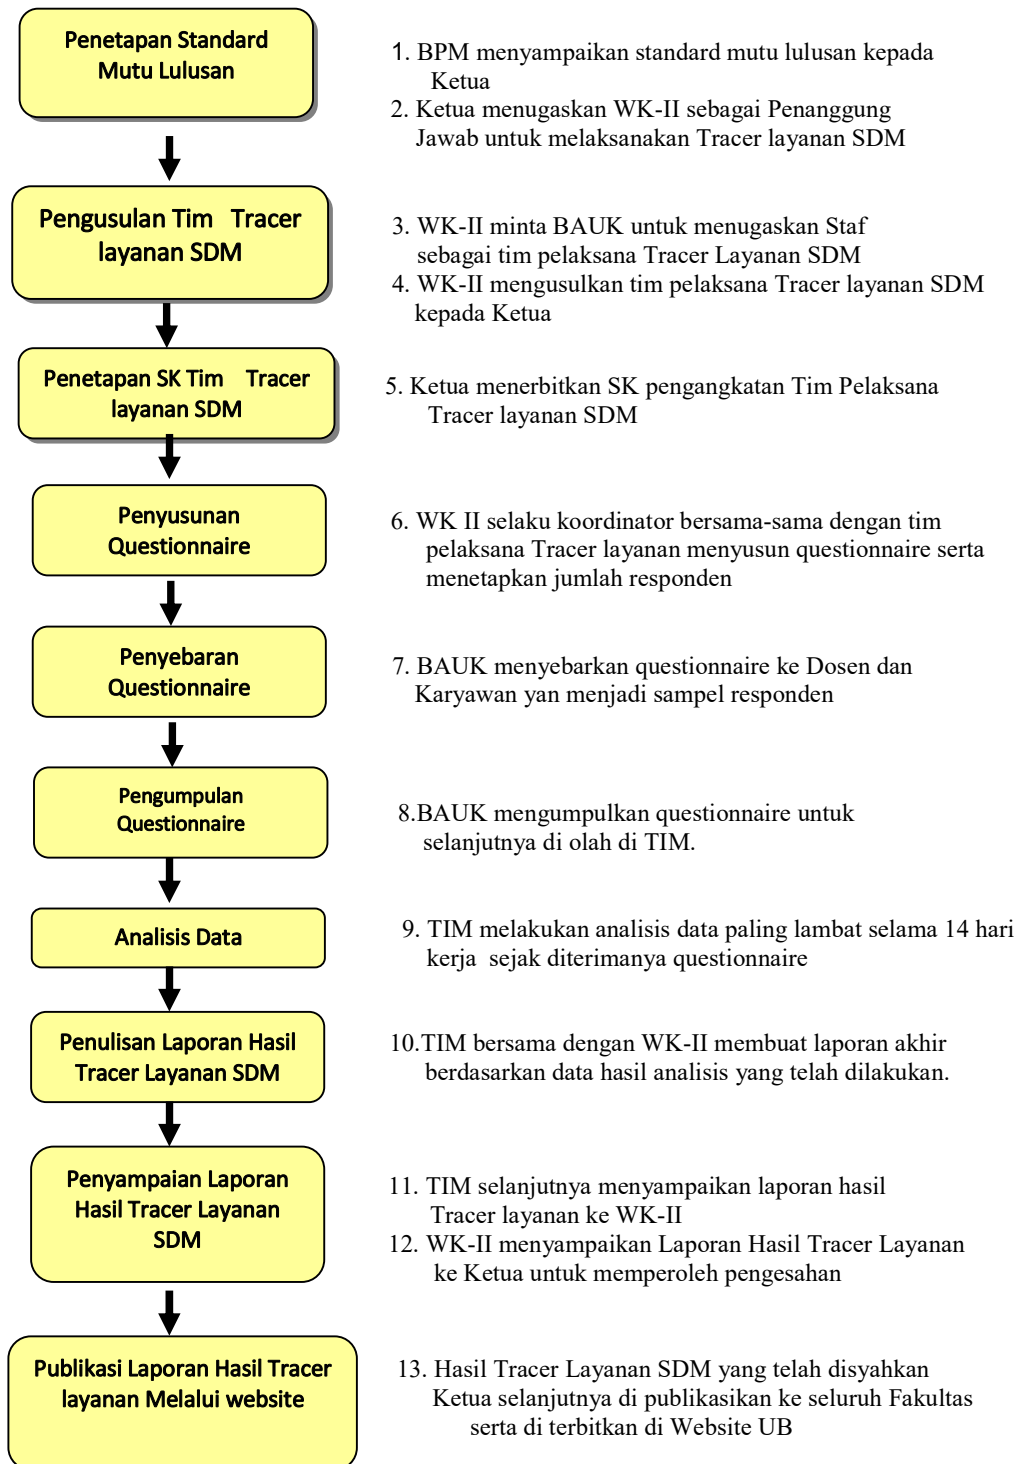 Penetapan Standard
Mutu Lulusan
1. BPM menyampaikan standard mutu lulusan kepada
Ketua
2. Ketua menugaskan WK-II sebagai Penanggung
Jawab untuk melaksanakan Tracer layanan SDM
Pengusulan Tim Tracer
layanan SDM
3. WK-II minta BAUK untuk menugaskan Staf
sebagai tim pelaksana Tracer Layanan SDM
4. WK-II mengusulkan tim pelaksana Tracer layanan SDM
kepada Ketua
Penetapan SK Tim Tracer
layanan SDM
5. Ketua menerbitkan SK pengangkatan Tim Pelaksana
Tracer layanan SDM
Penyusunan
Questionnaire
6. WK II selaku koordinator bersama-sama dengan tim
pelaksana Tracer layanan menyusun questionnaire serta
menetapkan jumlah responden
Penyebaran
Questionnaire
7. BAUK menyebarkan questionnaire ke Dosen dan
Karyawan yan menjadi sampel responden
Pengumpulan
Questionnaire
8.BAUK mengumpulkan questionnaire untuk
selanjutnya di olah di TIM.
Analisis Data
9. TIM melakukan analisis data paling lambat selama 14 hari
kerja sejak diterimanya questionnaire
Penulisan Laporan Hasil
Tracer Layanan SDM
10.TIM bersama dengan WK-II membuat laporan akhir
berdasarkan data hasil analisis yang telah dilakukan.
Penyampaian Laporan
Hasil Tracer Layanan
SDM
11. TIM selanjutnya menyampaikan laporan hasil
Tracer layanan ke WK-II
12. WK-II menyampaikan Laporan Hasil Tracer Layanan
ke Ketua untuk memperoleh pengesahan
Publikasi Laporan Hasil Tracer
layanan Melalui website
13. Hasil Tracer Layanan SDM yang telah disyahkan
Ketua selanjutnya di publikasikan ke seluruh Fakultas
serta di terbitkan di Website UB